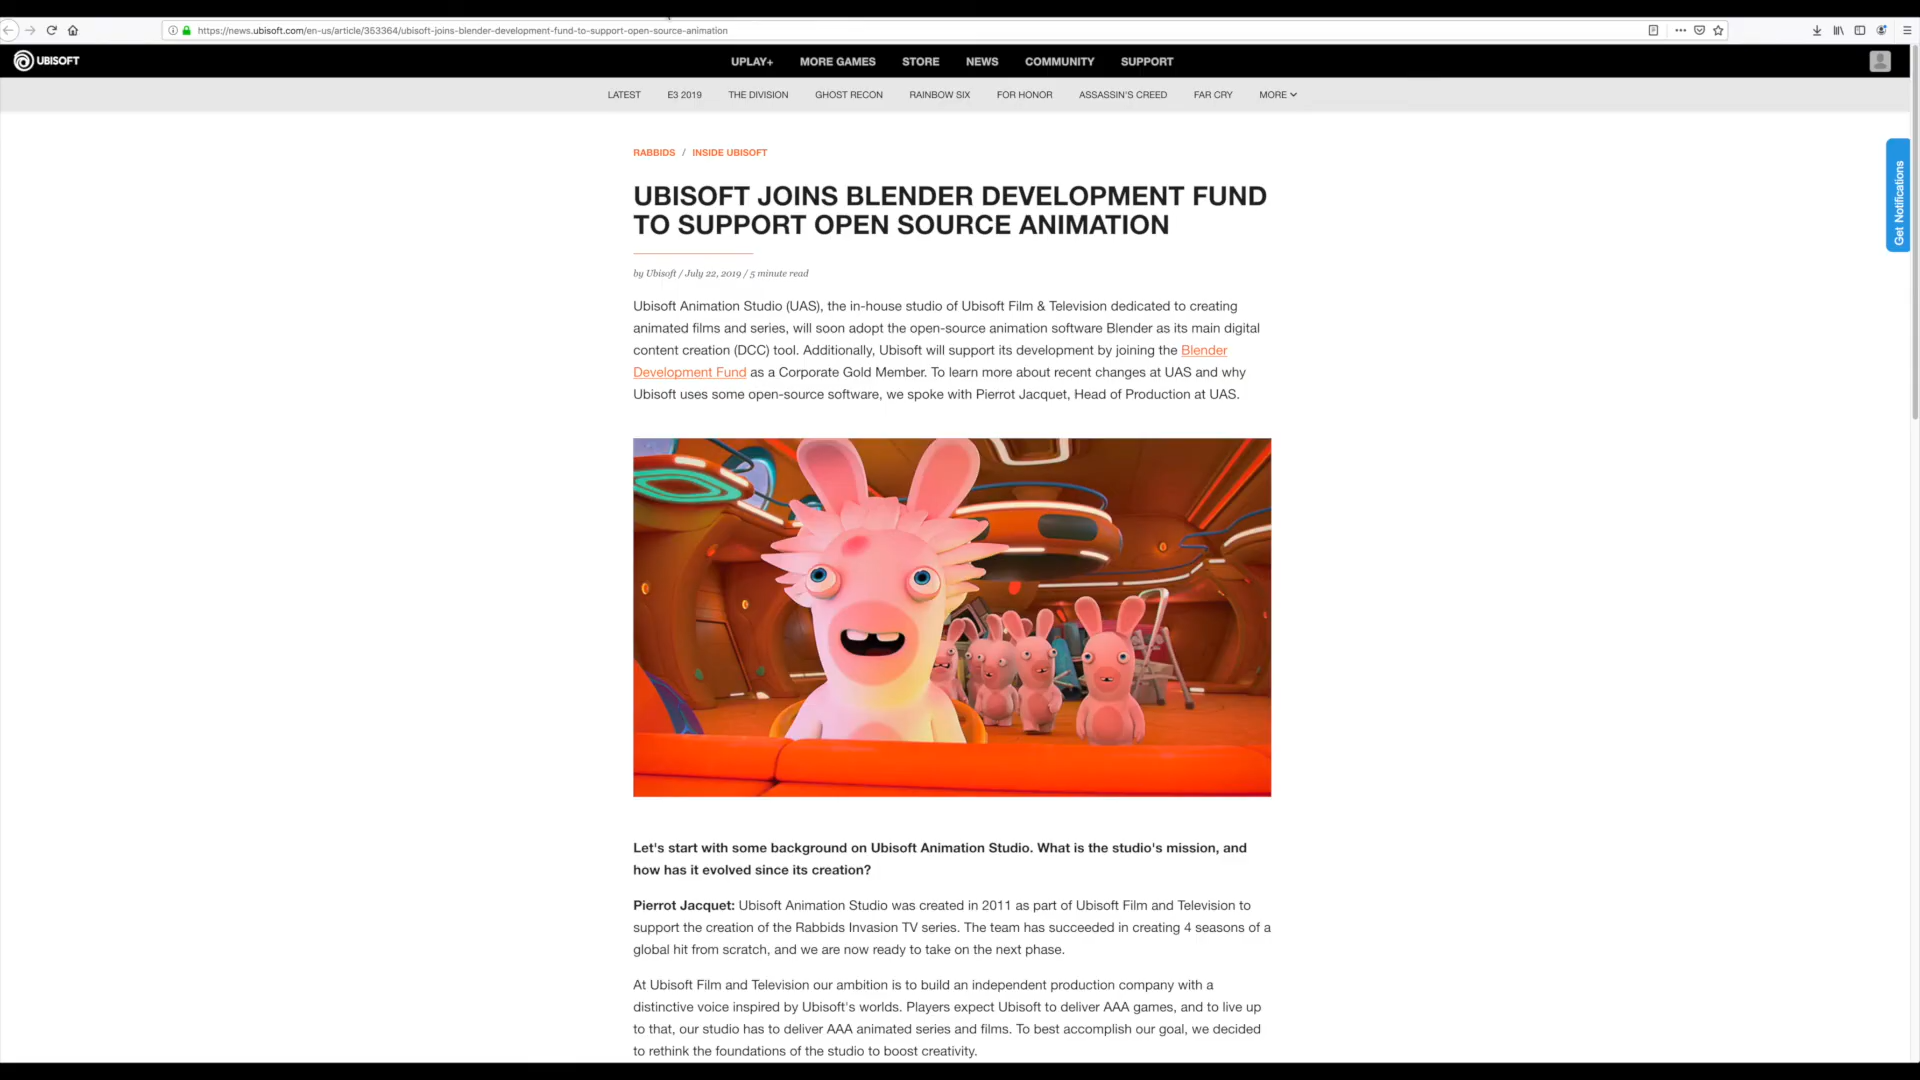 https://news.ubisoft.com/en-us/article/353364/ubisoft-joins-blender-development-fund-to-support-open-source-animation
UBISOFT
UPLAY+ MORE GAMES STORE NEWS COMMUNITY SUPPORT
LATEST E3 2019 THE DIVISION GHOST RECON RAINBOW SIX FOR HONOR ASSASSIN'S CREED FAR CRY MORE
RABBIDS / INSIDE UBISOFT
Get Notifications
UBISOFT JOINS BLENDER DEVELOPMENT FUND
TO SUPPORT OPEN SOURCE ANIMATION
by Ubisoft / July 22, 2019 / 5 minute read
Ubisoft Animation Studio (UAS), the in-house studio of Ubisoft Film & Television dedicated to creating
animated films and series, will soon adopt the open-source animation software Blender as its main digital
content creation (DCC) tool. Additionally, Ubisoft will support its development by joining the Blender
Development Fund as a Corporate Gold Member. To learn more about recent changes at UAS and why
Ubisoft uses some open-source software, we spoke with Pierrot Jacquet, Head of Production at UAS.
Let's start with some background on Ubisoft Animation Studio. What is the studio's mission, and
how has it evolved since its creation?
Pierrot Jacquet: Ubisoft Animation Studio was created in 2011 as part of Ubisoft Film and Television to
support the creation of the Rabbids Invasion TV series. The team has succeeded in creating 4 seasons of a
global hit from scratch, and we are now ready to take on the next phase.
At Ubisoft Film and Television our ambition is to build an independent production company with a
distinctive voice inspired by Ubisoft's worlds. Players expect Ubisoft to deliver AAA games, and to live up
to that, our studio has to deliver AAA animated series and films. To best accomplish our goal, we decided
to rethink the foundations of the studio to boost creativity.